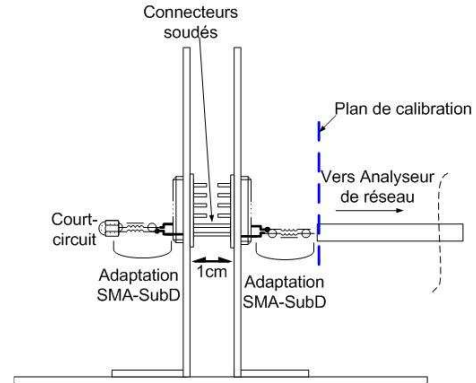 Connecteurs
soudés
Plan de calibration
Vers Analyseur
de réseau
Court-
circuit
Adaptation
SMA-SubD
1cm
Adaptation
SMA-SubD